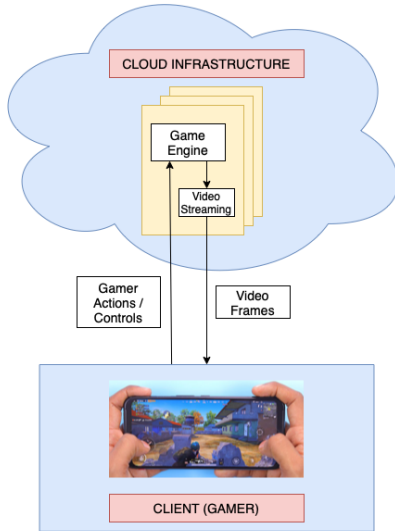 CLOUD INFRASTRUCTURE
Game
Engine
Video
Streaming
Gamer
Actions /
Controls
Video
Frames
CLIENT (GAMER)